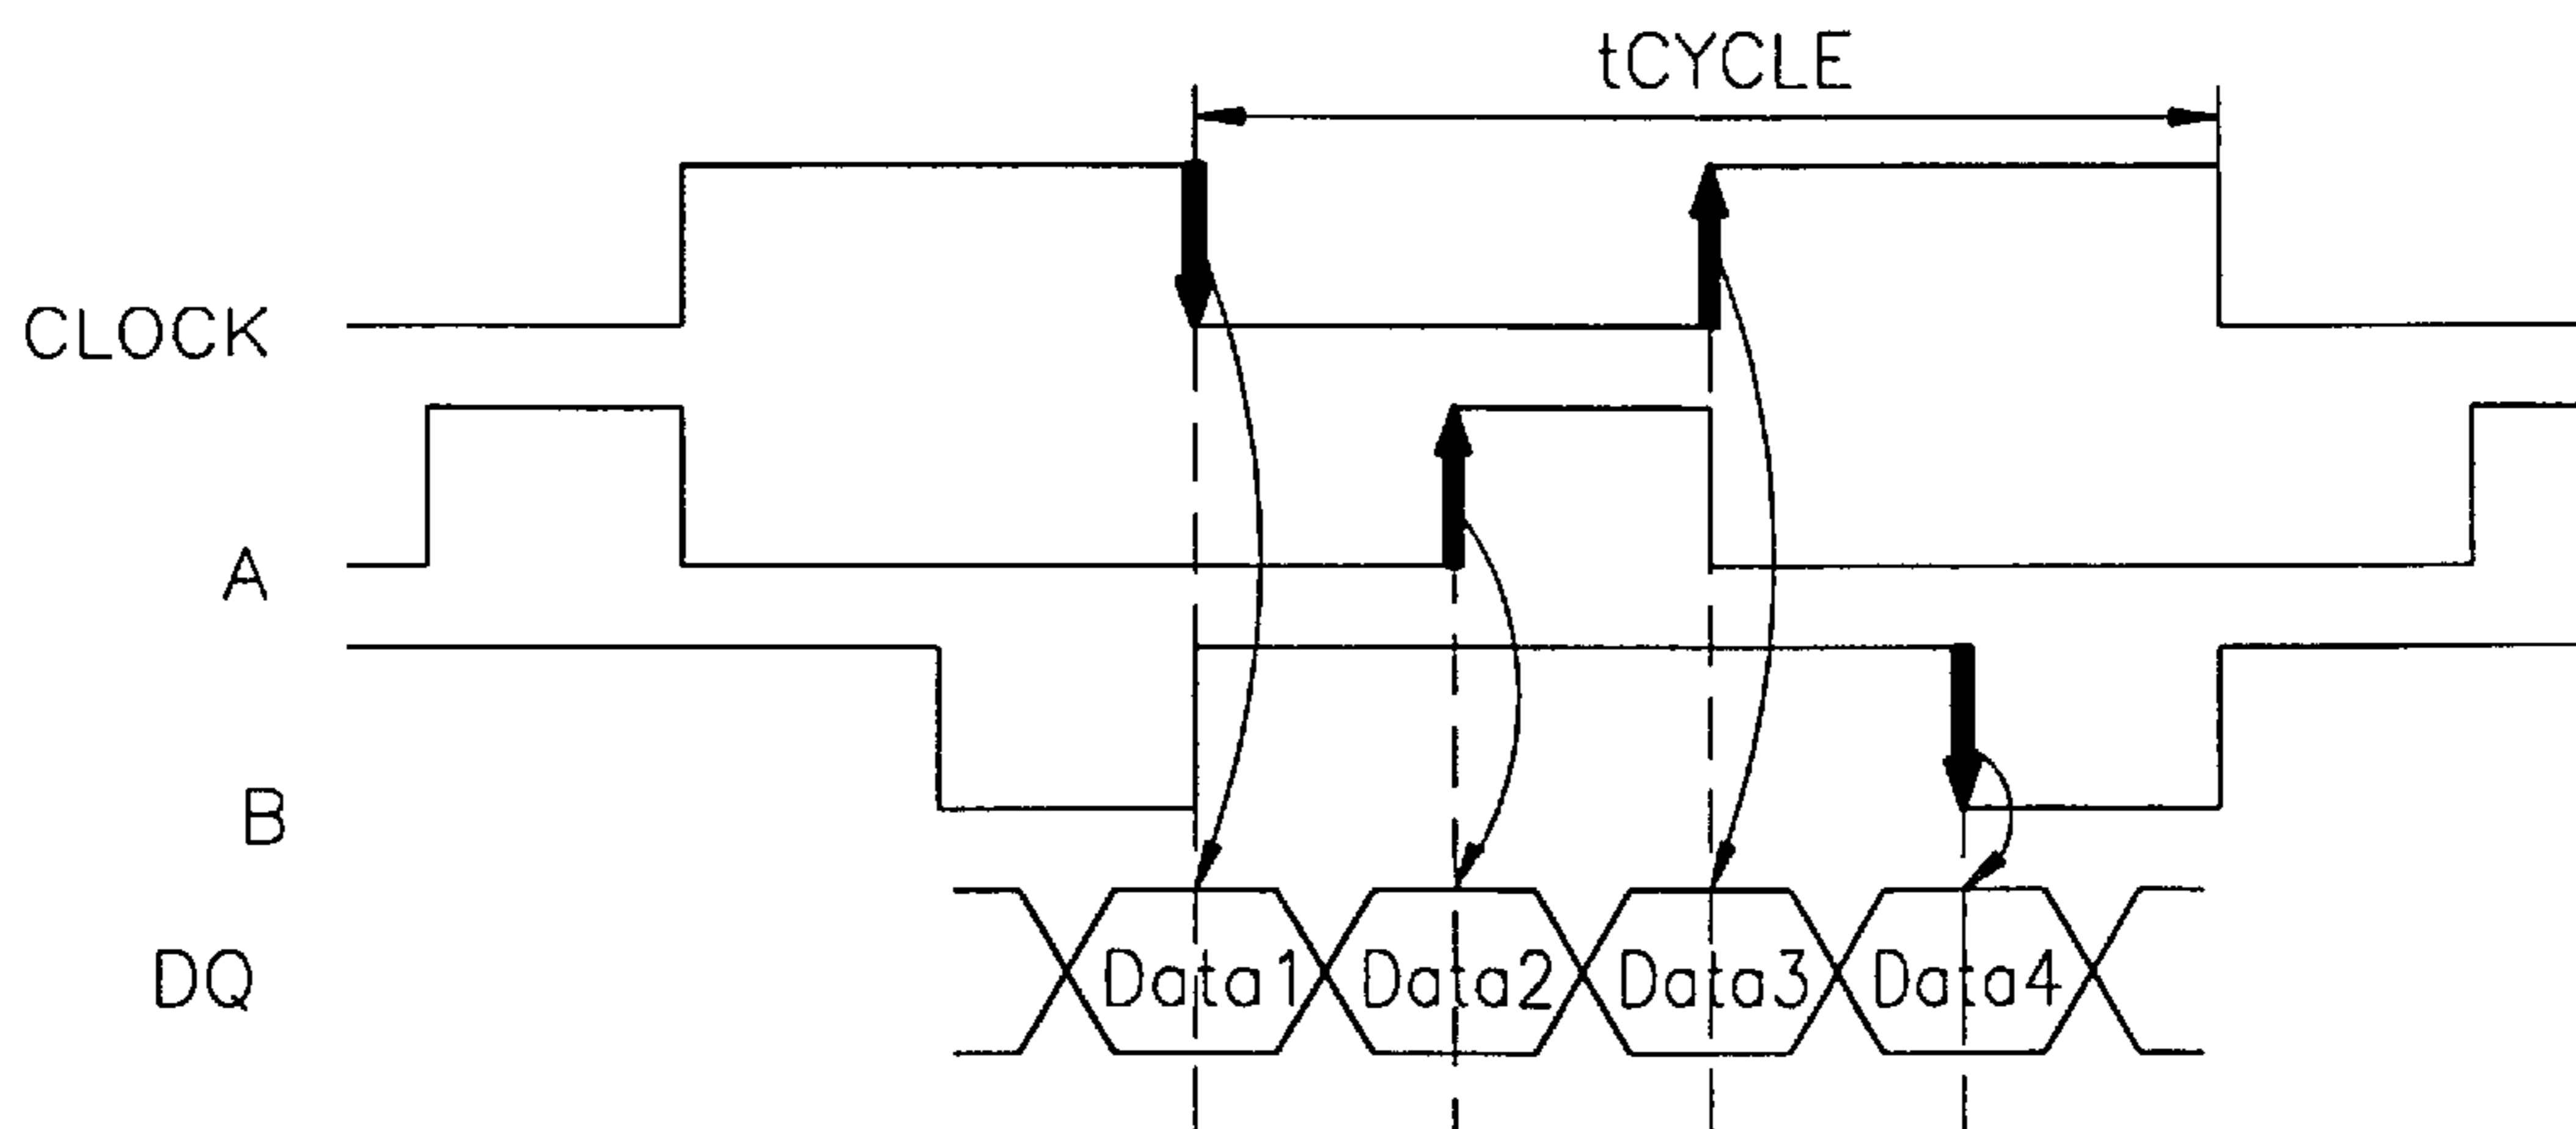 tCYCLE
CLOCK
A
B
DQ
Data1 Data2 Data3 Data4